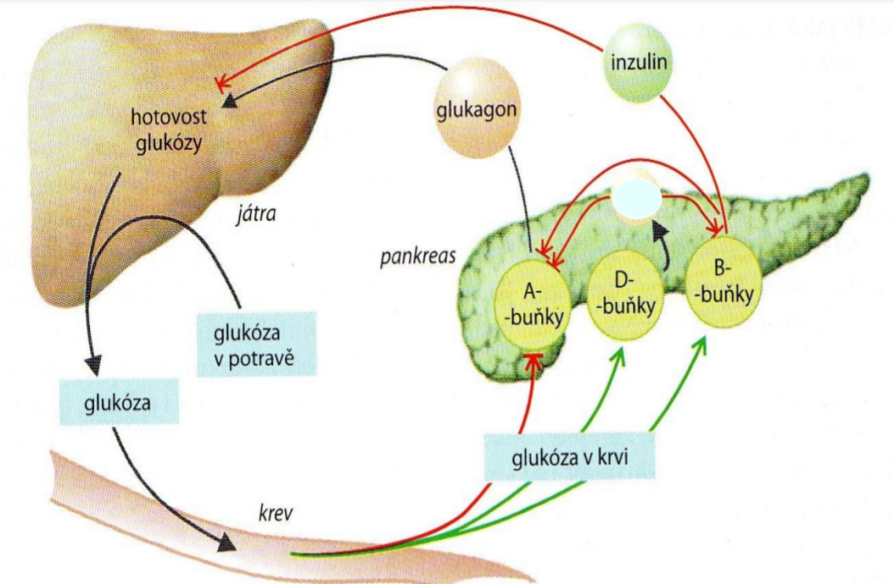 inzulin
hotovost
glukózy
glukagon
játra
pankreas
A-
-buňky
D-
-buňky
B-
-buňky
glukóza
v potravě
glukóza
glukóza v krvi
krev